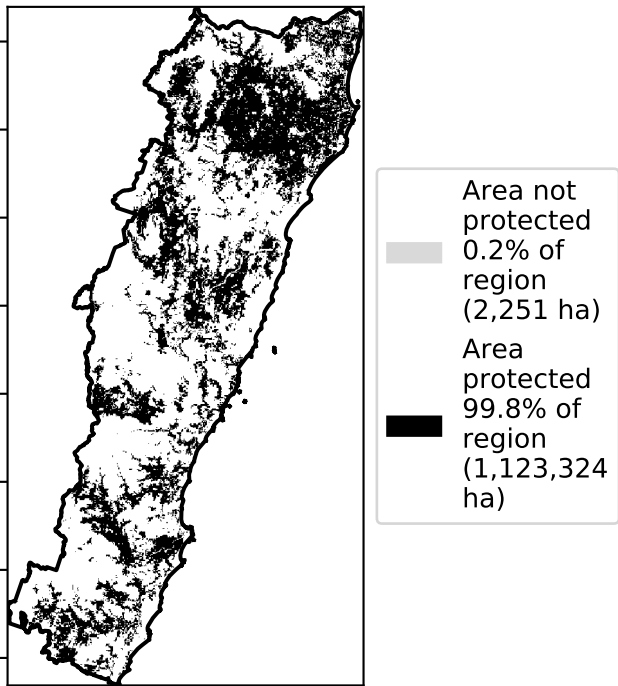 Area not
protected
0.2% of
region
(2,251 ha)
Area
protected
99.8% of
region
(1,123,324
ha)